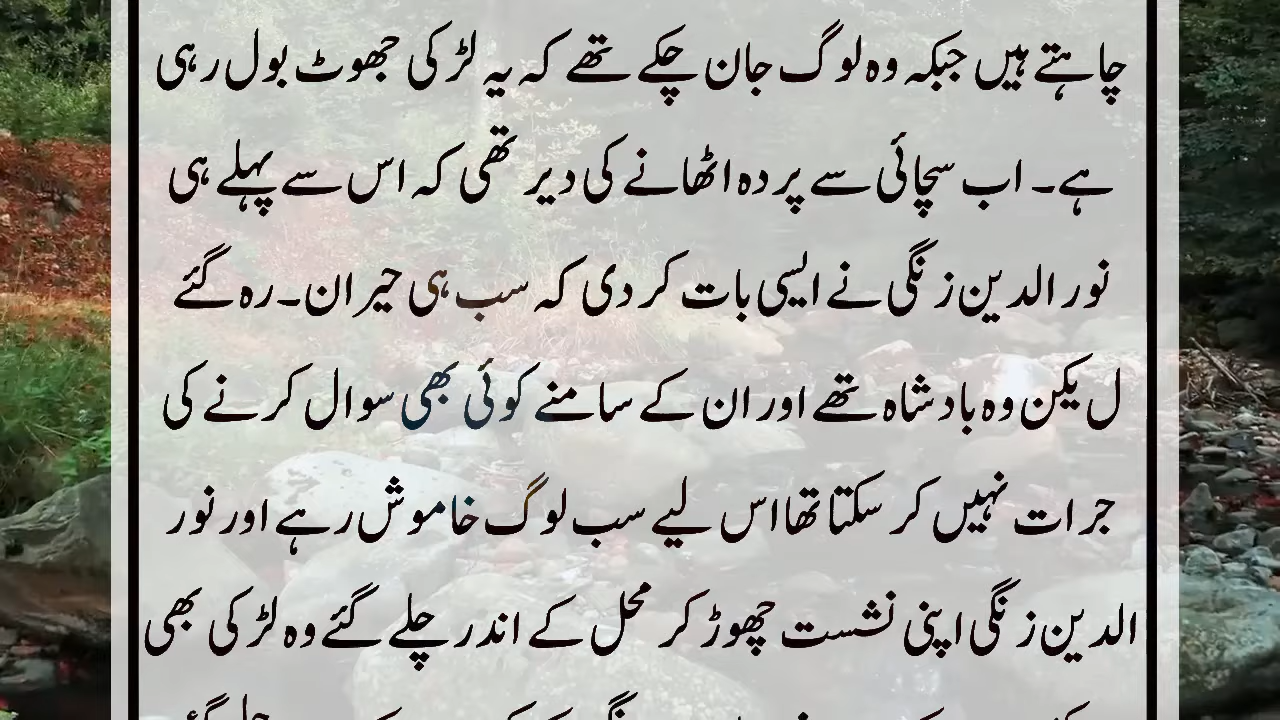 چاہتے ہیں جبکہ وہ لوگ جان چکے تھے کہ یہ لڑکی جھوٹ بول رہی
ہے۔ اب سچائی سے پردہ اٹھانے کی دیر تھی کہ اس سے پہلے ہی
نور الدین زنگی نے ایسی بات کر دی کہ سب ہی حیران۔رہ گئے
ل یکن وہ بادشاہ تھے اور ان کے سامنے کوئی بھی سوال کرنے کی
جرات نہیں کر سکتا تھا اس لیے سب لوگ خاموش رہے اور نور
الدین زنگی اپنی نشست چھوڑ کر محل کے اندر چلے گئے وہ لڑکی بھی